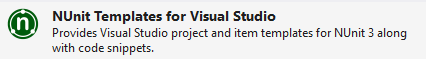 NUnit Templates for Visual Studio
Provides Visual Studio project and item templates for NUnit 3 along
with code snippets.